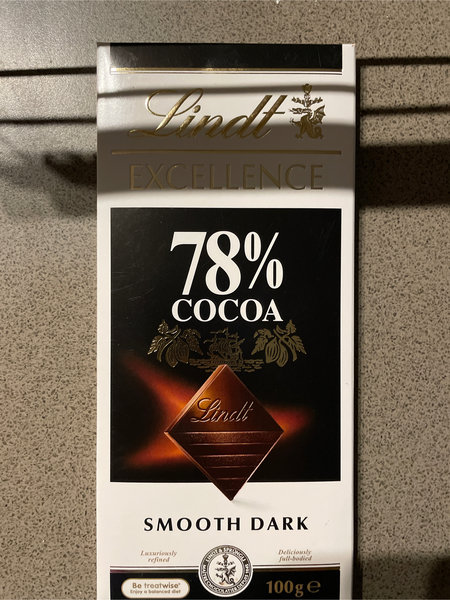 Lindt
EXCELLENCE
78%
COCOA
Lindt
SMOOTH DARK
Luxuriously
refined
Deliciously
full-bodied
Be treatwise®
Enjoy a balanced diet
100g℮